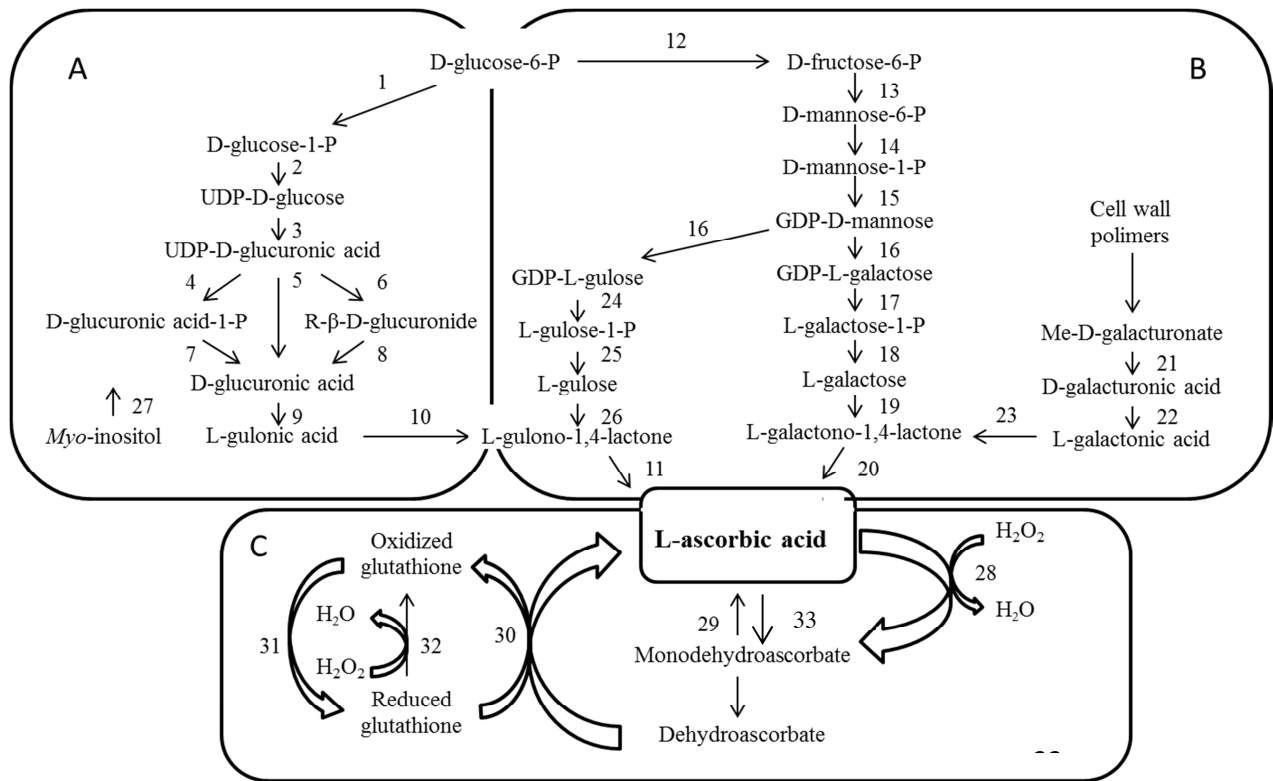 A
D-glucose-6-P
12
D-fructose-6-P
B
1
13
D-mannose-6-P
D-glucose-1-P
14
2
D-mannose-1-P
UDP-D-glucose
15
3
16
GDP-D-mannose
Cell wall
polimers
UDP-D-glucuronic acid
16
4
5
6
GDP-L-gulose
GDP-L-galactose
24
17
D-glucuronic acid-1-P
R-β-D-glucuronide
L-gulose-1-P
L-galactose-1-P
Me-D-galacturonate
7
8
25
18
21
D-glucuronic acid
L-gulose
L-galactose
D-galacturonic acid
27
9
10
26
19
23
22
Myo-inositol
L-gulonic acid
L-gulono-1,4-lactone
L-galactono-1,4-lactone
L-galactonic acid
11
20
C
Oxidized
glutathione
L-ascorbic acid
H₂O₂
28
H₂O
H₂O
31
32
30
29
33
H₂O₂
Monodehydroascorbate
Reduced
glutathione
Dehydroascorbate